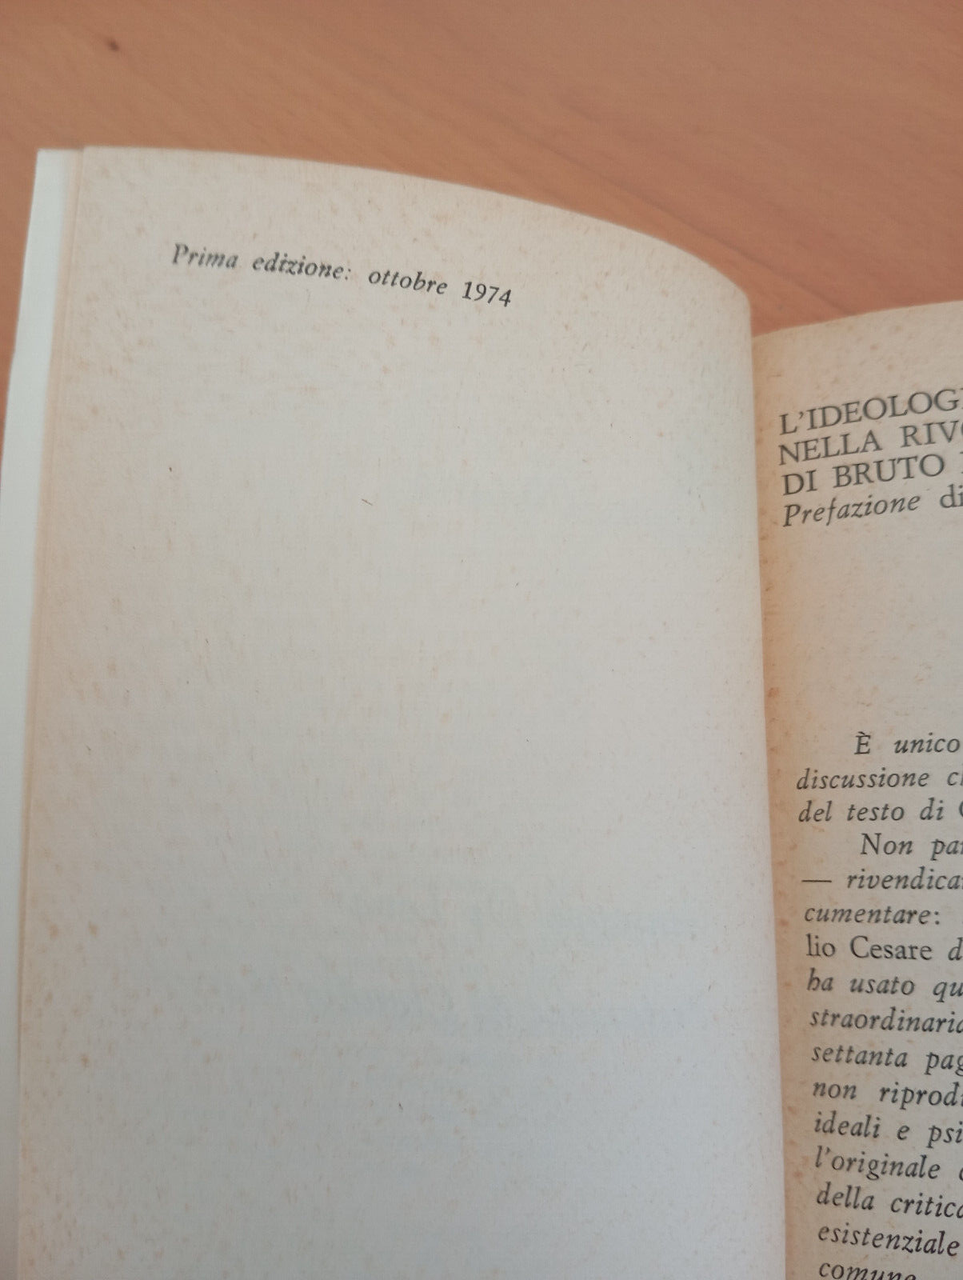 Prima edizione: ottobre 1974
L'IDEOLOG
NELLA RIV
DI BRUTO
Prefazione di
È unico
discussione c
del testo di
Non pa
— rivendica
cumentare:
lio Cesare d
ha usato qu
straordinari
settanta pag
non riprod
ideali e psi
l'originale
della critic
esistenziale
comune